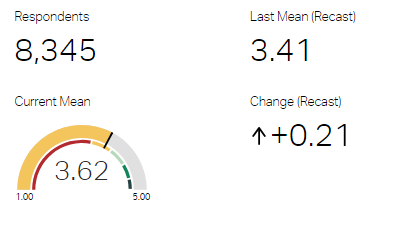 Respondents
8,345
Last Mean (Recast)
3.41
Current Mean
3.62
1.00
5.00
Change (Recast)
↑+0.21